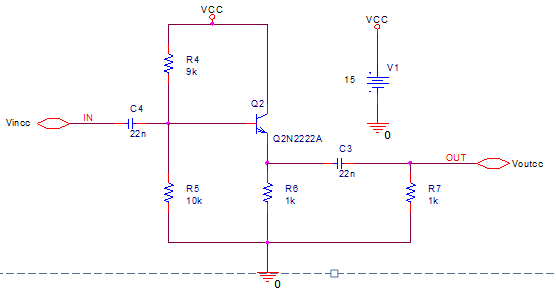 VCC
VCC
R4
9k
V1
15
C4
Q2
Vincc
IN
22n
Q2N2222A
0
C3
OUT
Voutcc
22n
R5
10k
R6
1k
R7
1k
0